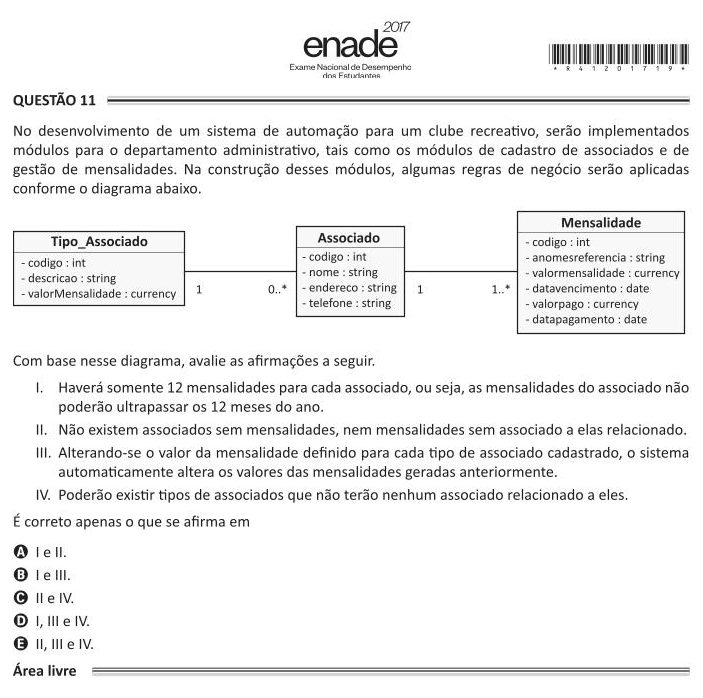 2017
enade
Exame Nacional de Desempenho
dos Estudantes
* R 4 1 2 0 1 7 1 9 *
QUESTÃO 11
No desenvolvimento de um sistema de automação para um clube recreativo, serão implementados
módulos para o departamento administrativo, tais como os módulos de cadastro de associados e de
gestão de mensalidades. Na construção desses módulos, algumas regras de negócio serão aplicadas
conforme o diagrama abaixo.
Tipo_Associado
- codigo : int
- descricao : string
- valorMensalidade : currency
1
0..*
Associado
- codigo : int
- nome : string
- endereco : string
- telefone : string
1
1..*
Mensalidade
- codigo : int
- anomesreferencia : string
- valormensalidade : currency
- datavencimento : date
- valorpago : currency
- datapagamento : date
Com base nesse diagrama, avalie as afirmações a seguir.
I. Haverá somente 12 mensalidades para cada associado, ou seja, as mensalidades do associado não
poderão ultrapassar os 12 meses do ano.
II. Não existem associados sem mensalidades, nem mensalidades sem associado a elas relacionado.
III. Alterando-se o valor da mensalidade definido para cada tipo de associado cadastrado, o sistema
automaticamente altera os valores das mensalidades geradas anteriormente.
IV. Poderão existir tipos de associados que não terão nenhum associado relacionado a eles.
É correto apenas o que se afirma em
A I e II.
B I e III.
C II e IV.
D I, III e IV.
E II, III e IV.
Área livre